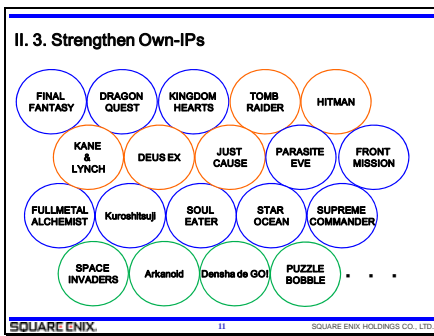 II. 3. Strengthen Own-IPs
FINAL
FANTASY
DRAGON
QUEST
KINGDOM
HEARTS
TOMB
RAIDER
HITMAN
KANE
&
LYNCH
DEUS EX
JUST
CAUSE
PARASITE
EVE
FRONT
MISSION
FULLMETAL
ALCHEMIST
Kuroshitsuji
SOUL
EATER
STAR
OCEAN
SUPREME
COMMANDER
SPACE
INVADERS
Arkanoid
Densha de GO!
PUZZLE
BOBBLE
. . .
SQUARE ENIX.
11
SQUARE ENIX HOLDINGS CO., LTD.